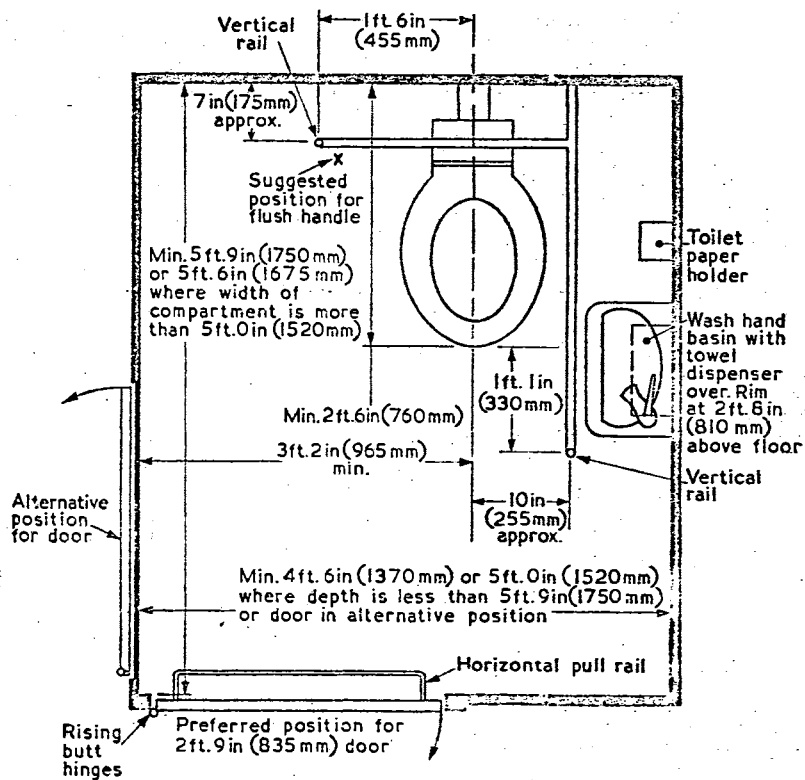 Vertical
rail
1ft. 6in
(455mm)
7in(175mm)
approx.
x
Suggested
position for
flush handle
Min. 5ft. 9in (1750mm)
or 5ft. 6in (1675mm)
where width of
compartment is more
than 5ft.0in (1520mm)
Toilet
paper
holder
Wash hand
basin with
towel
dispenser
over. Rim
at 2ft. 8in
(810 mm)
above floor
1ft. 1in
(330mm)
Min. 2ft. 6in (760mm)
3ft. 2in (965mm)
min.
Vertical
rail
10in
(255mm)
approx.
Alternative
position
for door
Min. 4ft. 6in (1370mm) or 5ft. 0in (1520mm)
where depth is less than 5ft. 9in (1750mm)
or door in alternative position
Horizontal pull rail
Rising
butt
hinges
Preferred position for
2ft. 9in (835mm) door